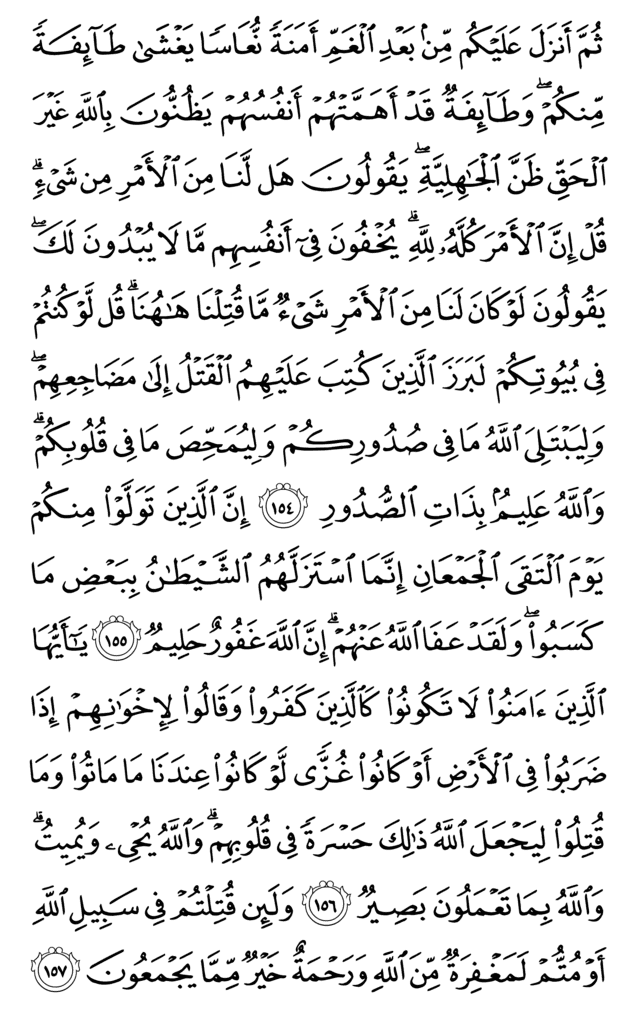 ثُمَّ أَنزَلَ عَلَيْكُم مِّنۢ بَعْدِ ٱلْغَمِّ أَمَنَةً نُّعَاسًا يَغْشَىٰ طَآئِفَةً
مِّنكُمْ ۖ وَطَآئِفَةٌ قَدْ أَهَمَّتْهُمْ أَنفُسُهُمْ يَظُنُّونَ بِٱللَّهِ غَيْرَ
ٱلْحَقِّ ظَنَّ ٱلْجَٰهِلِيَّةِ ۖ يَقُولُونَ هَل لَّنَا مِنَ ٱلْأَمْرِ مِن شَىْءٍ ۗ
قُلْ إِنَّ ٱلْأَمْرَ كُلَّهُۥ لِلَّهِ ۗ يُخْفُونَ فِىٓ أَنفُسِهِم مَّا لَا يُبْدُونَ لَكَ ۖ
يَقُولُونَ لَوْ كَانَ لَنَا مِنَ ٱلْأَمْرِ شَىْءٌ مَّا قُتِلْنَا هَٰهُنَا ۗ قُل لَّوْ كُنتُمْ
فِى بُيُوتِكُمْ لَبَرَزَ ٱلَّذِينَ كُتِبَ عَلَيْهِمُ ٱلْقَتْلُ إِلَىٰ مَضَاجِعِهِمْ ۖ
وَلِيَبْتَلِىَ ٱللَّهُ مَا فِى صُدُورِكُمْ وَلِيُمَحِّصَ مَا فِى قُلُوبِكُمْ ۗ
وَٱللَّهُ عَلِيمٌۢ بِذَاتِ ٱلصُّدُورِ ١٥٤ إِنَّ ٱلَّذِينَ تَوَلَّوْا۟ مِنكُمْ
يَوْمَ ٱلْتَقَى ٱلْجَمْعَانِ إِنَّمَا ٱسْتَزَلَّهُمُ ٱلشَّيْطَٰنُ بِبَعْضِ مَا
كَسَبُوا۟ ۖ وَلَقَدْ عَفَا ٱللَّهُ عَنْهُمْ ۗ إِنَّ ٱللَّهَ غَفُورٌ حَلِيمٌ ١٥٥ يَٰٓأَيُّهَا
ٱلَّذِينَ ءَامَنُوا۟ لَا تَكُونُوا۟ كَٱلَّذِينَ كَفَرُوا۟ وَقَالُوا۟ لِإِخْوَٰنِهِمْ إِذَا
ضَرَبُوا۟ فِى ٱلْأَرْضِ أَوْ كَانُوا۟ غُزًّى لَّوْ كَانُوا۟ عِندَنَا مَا مَاتُوا۟ وَمَا
قُتِلُوا۟ لِيَجْعَلَ ٱللَّهُ ذَٰلِكَ حَسْرَةً فِى قُلُوبِهِمْ ۗ وَٱللَّهُ يُحْىِۦ وَيُمِيتُ ۗ
وَٱللَّهُ بِمَا تَعْمَلُونَ بَصِيرٌ ١٥٦ وَلَئِن قُتِلْتُمْ فِى سَبِيلِ ٱللَّهِ
أَوْ مُتُّمْ لَمَغْفِرَةٌ مِّنَ ٱللَّهِ وَرَحْمَةٌ خَيْرٌ مِّمَّا يَجْمَعُونَ ١٥٧